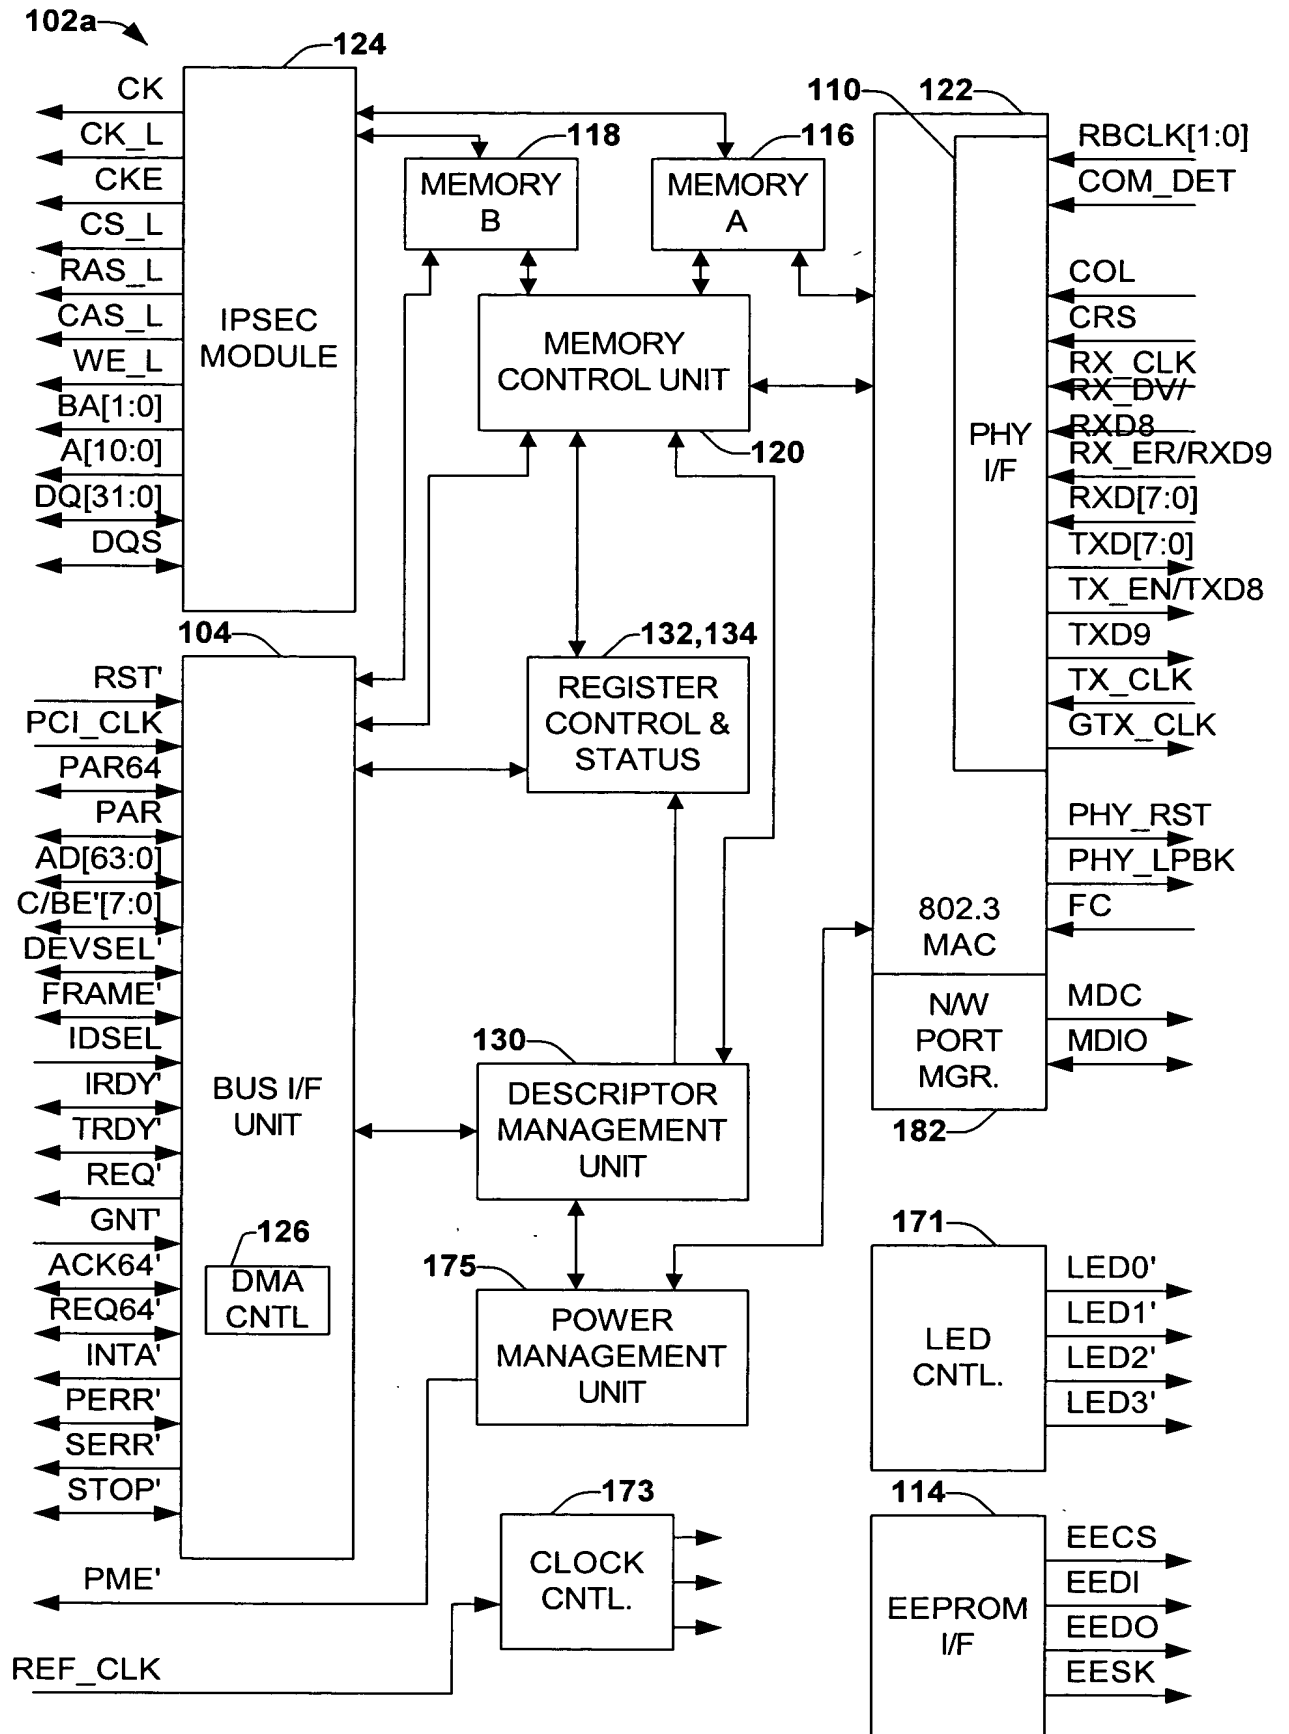 102a
124
CK
CK_L
CKE
CS_L
RAS_L
CAS_L
WE_L
BA[1:0]
A[10:0]
DQ[31:0]
DQS
IPSEC
MODULE
118
MEMORY
B
116
MEMORY
A
MEMORY
CONTROL UNIT
120
110
122
PHY
I/F
802.3
MAC
RBCLK[1:0]
COM_DET
COL
CRS
RX_CLK
RX_DV/
RXD8
RX_ER/RXD9
RXD[7:0]
TXD[7:0]
TX_EN/TXD8
TXD9
TX_CLK
GTX_CLK
PHY_RST
PHY_LPBK
FC
N/W
PORT
MGR.
182
MDC
MDIO
104
RST'
PCI_CLK
PAR64
PAR
AD[63:0]
C/BE'[7:0]
DEVSEL'
FRAME'
IDSEL
IRDY'
TRDY'
REQ'
GNT'
ACK64'
REQ64'
INTA'
PERR'
SERR'
STOP'
PME'
REF_CLK
BUS I/F
UNIT
126
DMA
CNTL
132,134
REGISTER
CONTROL &
STATUS
130
DESCRIPTOR
MANAGEMENT
UNIT
175
POWER
MANAGEMENT
UNIT
173
CLOCK
CNTL.
171
LED
CNTL.
LED0'
LED1'
LED2'
LED3'
114
EEPROM
I/F
EECS
EEDI
EEDO
EESK